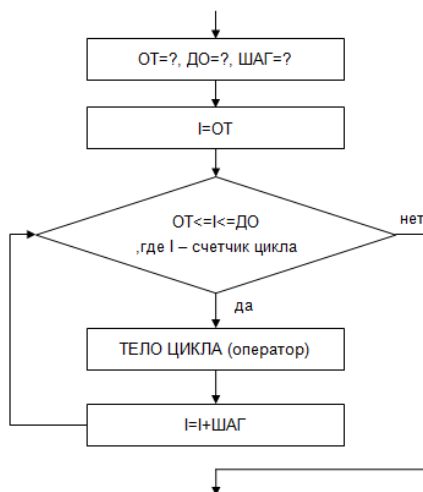 ОТ=?, ДО=?, ШАГ=?
I=ОТ
ОТ<=I<=ДО
,где I – счетчик цикла
нет
да
ТЕЛО ЦИКЛА (оператор)
I=I+ШАГ